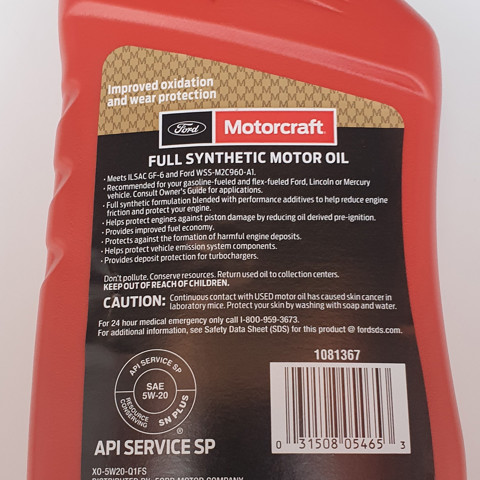 Improved oxidation
and wear protection
Ford Motorcraft
FULL SYNTHETIC MOTOR OIL
• Meets ILSAC GF-6 and Ford WSS-M2C960-A1.
• Recommended for your gasoline-fueled and flex-fueled Ford, Lincoln or Mercury
vehicle. Consult Owner's Guide for applications.
• Full synthetic formulation blended with performance additives to help reduce engine
friction and protect your engine.
• Helps protect engines against piston damage by reducing oil derived pre-ignition.
• Provides improved fuel economy.
• Protects against the formation of harmful engine deposits.
• Helps protect vehicle emission system components.
• Provides deposit protection for turbochargers.
Don't pollute. Conserve resources. Return used oil to collection centers.
KEEP OUT OF REACH OF CHILDREN.
CAUTION: Continuous contact with USED motor oil has caused skin cancer in
laboratory mice. Protect your skin by washing with soap and water.
For 24 hour medical emergency only call 1-800-959-3673.
For additional information, see Safety Data Sheet (SDS) for this product @ fordsds.com.
1081367
API SERVICE SP
SAE
5W-20
RESOURCE
CONSERVING
SN PLUS
®
0 31508 05465 3
API SERVICE SP
XO-5W20-Q1FS
DISTRIBUTED BY: FORD MOTOR COMPANY